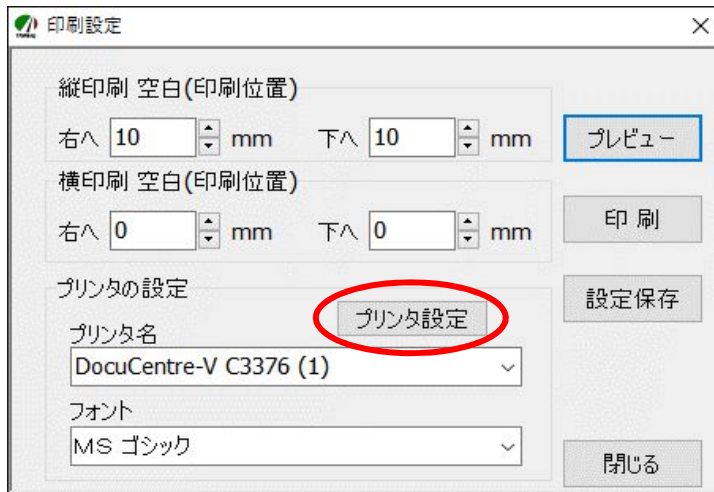 印刷設定
縦印刷 空白(印刷位置)
右へ 10 mm 下へ 10 mm
プレビュー
横印刷 空白(印刷位置)
右へ 0 mm 下へ 0 mm
印 刷
プリンタの設定
プリンタ設定
設定保存
プリンタ名
DocuCentre-V C3376 (1)
フォント
ＭＳ ゴシック
閉じる